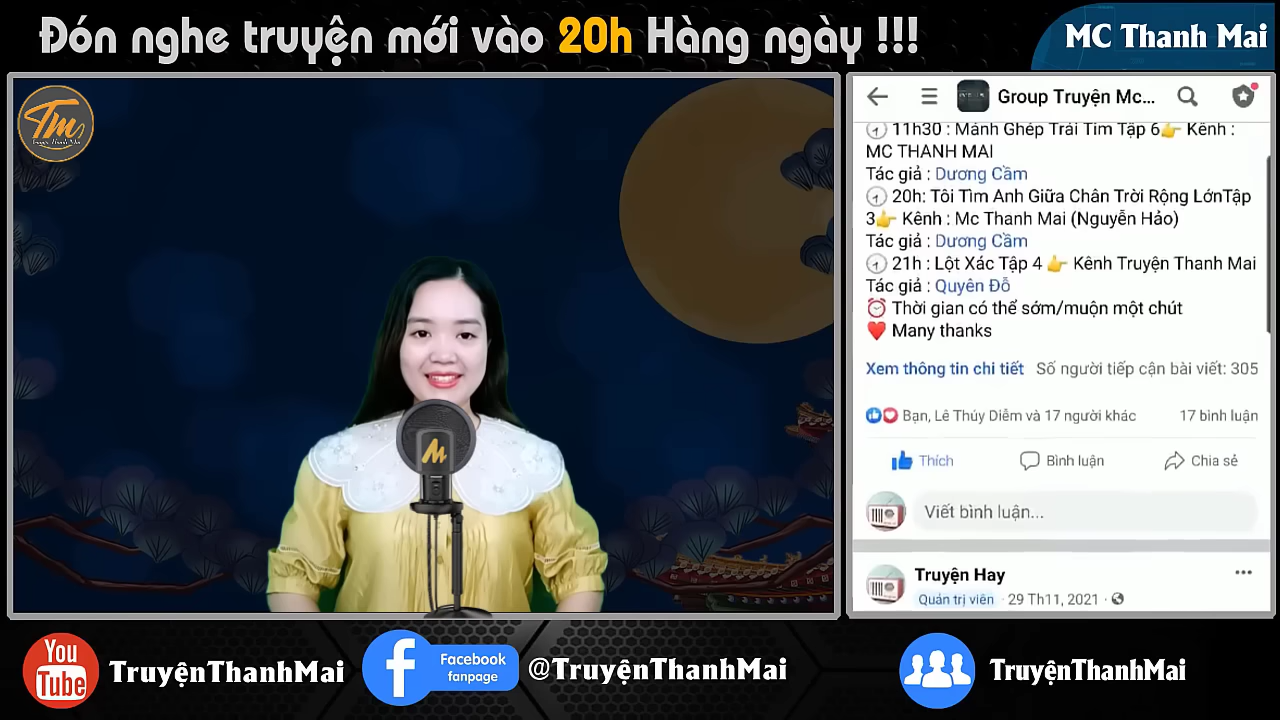 Đón nghe truyện mới vào 20h Hàng ngày !!!
MC Thanh Mai
Tm
Truyện Thanh Mai
Group Truyện Mc...
11h30 : Mảnh Ghép Trái Tim Tập 6👉 Kênh :
MC THANH MAI
Tác giả : Dương Cầm
20h: Tôi Tìm Anh Giữa Chân Trời Rộng LớnTập
3👉 Kênh : Mc Thanh Mai (Nguyễn Hảo)
Tác giả : Dương Cầm
21h : Lột Xác Tập 4 👉 Kênh Truyện Thanh Mai
Tác giả : Quyên Đỗ
⏰ Thời gian có thể sớm/muộn một chút
❤️ Many thanks
Xem thông tin chi tiết Số người tiếp cận bài viết: 305
Bạn, Lê Thúy Diễm và 17 người khác 17 bình luận
Thích Bình luận Chia sẻ
Viết bình luận...
Truyện Hay
Quản trị viên · 29 Th11, 2021 ·
You
Tube
TruyệnThanhMai
Facebook
fanpage
@TruyệnThanhMai
TruyệnThanhMai